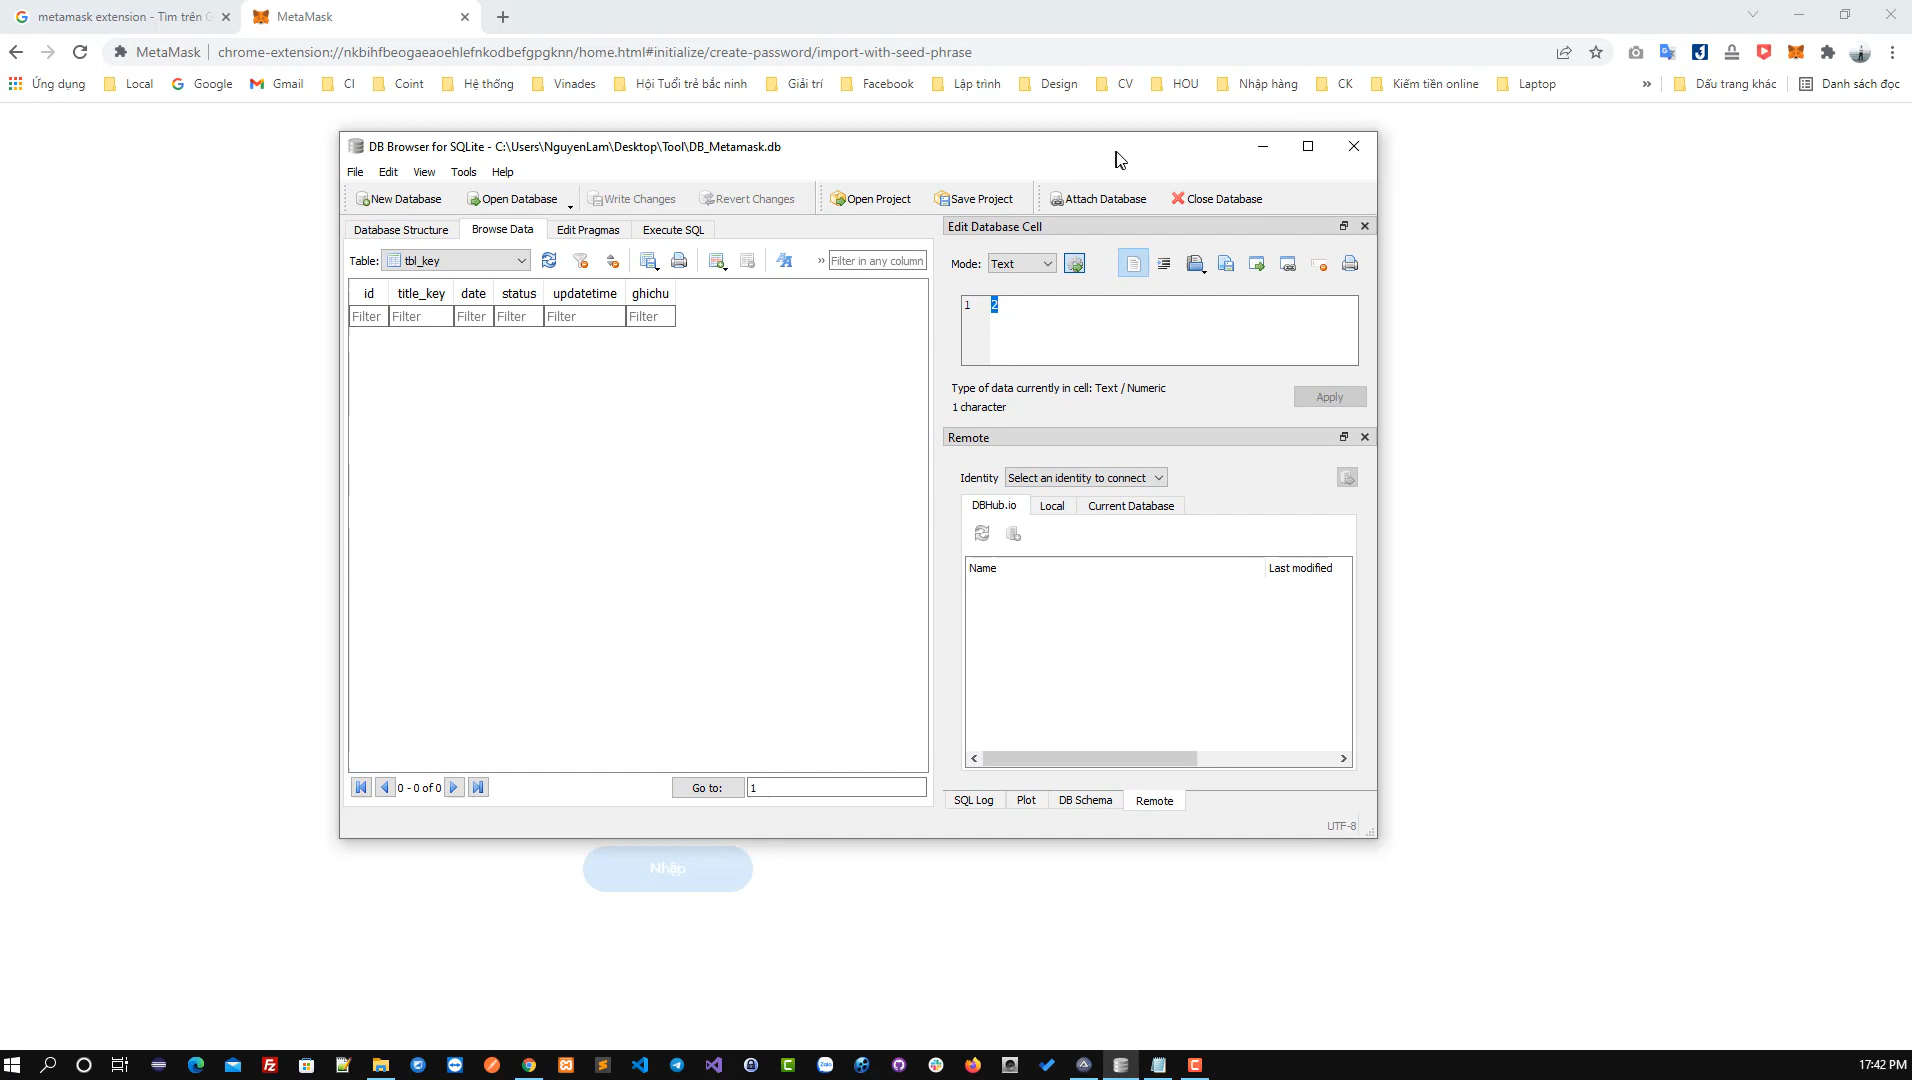 metamask extension - Tìm trên G
MetaMask
MetaMask
chrome-extension://nkbihfbeogaeaoehlefnkodbefgpgknn/home.html#initialize/create-password/import-with-seed-phrase
Ứng dụng
Local
Google
Gmail
CI
Coint
Hệ thống
Vinades
Hội Tuổi trẻ bắc ninh
Giải trí
Facebook
Lập trình
Design
CV
HOU
Nhập hàng
CK
Kiếm tiền online
Laptop
»
Dấu trang khác
Danh sách đọc
DB Browser for SQLite - C:\Users\NguyenLam\Desktop\Tool\DB_Metamask.db
File Edit View Tools Help
New Database
Open Database
Write Changes
Revert Changes
Open Project
Save Project
Attach Database
Close Database
Database Structure
Browse Data
Edit Pragmas
Execute SQL
Table: tbl_key
» Filter in any column
id title_key date status updatetime ghichu
Filter Filter Filter Filter Filter Filter
0 - 0 of 0
Go to: 1
Edit Database Cell
Mode: Text
1 2
Type of data currently in cell: Text / Numeric
1 character
Apply
Remote
Identity Select an identity to connect
DBHub.io Local Current Database
Name Last modified
SQL Log Plot DB Schema Remote
UTF-8
Nhập
17:42 PM